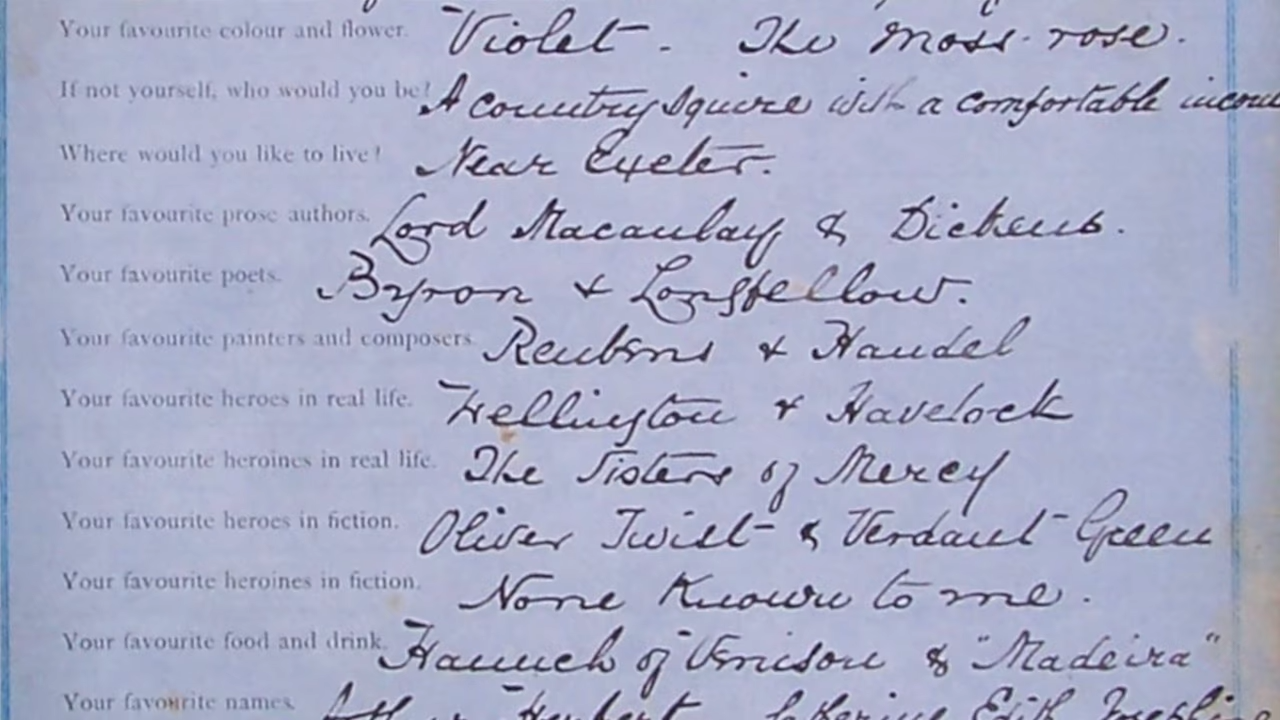 Your favourite colour and flower. Violet - . The Moss-rose.
If not yourself, who would you be? A country squire with a comfortable income
Where would you like to live? Near Exeter.
Your favourite prose authors. Lord Macaulay & Dickens.
Your favourite poets. Byron + Longfellow.
Your favourite painters and composers. Reubens & Handel
Your favourite heroes in real life. Wellington & Havelock
Your favourite heroines in real life. The Sisters of Mercy
Your favourite heroes in fiction. Oliver Twist & Verdant Green
Your favourite heroines in fiction. None Known to me.
Your favourite food and drink. Haunch of Venison & "Madeira"
Your favourite names. Herbert Edith